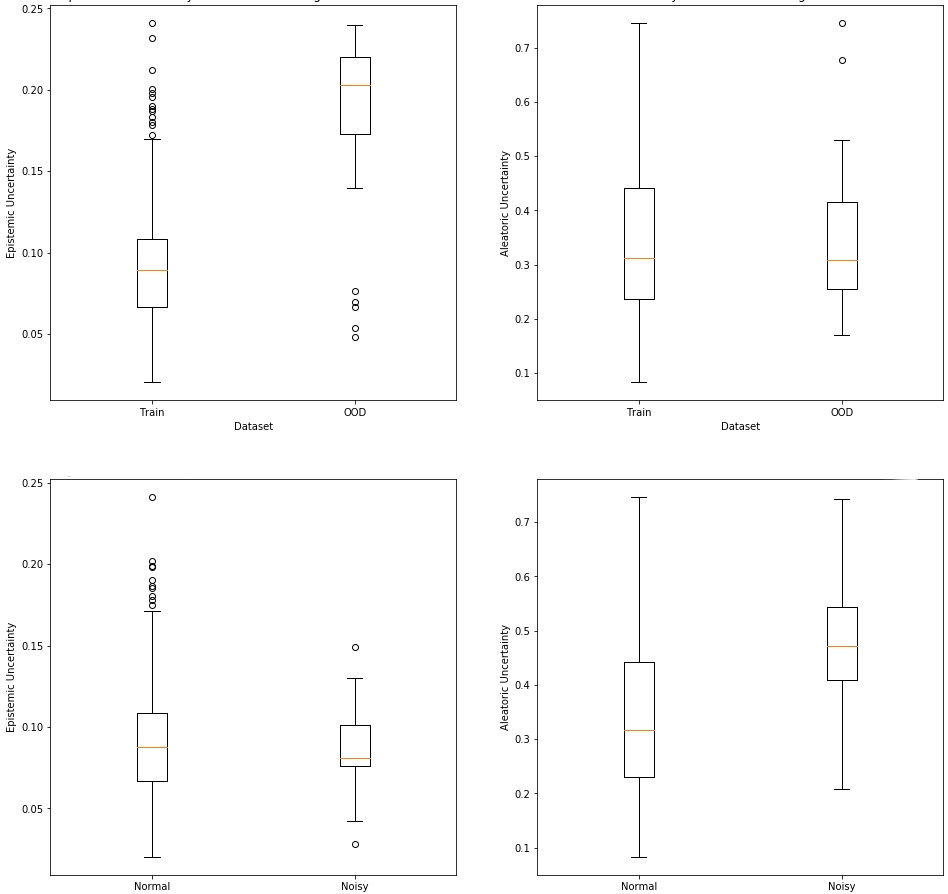 0.25
0.20
0.15
0.10
0.05
Epistemic Uncertainty
Train
OOD
Dataset
0.7
0.6
0.5
0.4
0.3
0.2
0.1
Aleatoric Uncertainty
Train
OOD
Dataset
0.25
0.20
0.15
0.10
0.05
Epistemic Uncertainty
Normal
Noisy
0.7
0.6
0.5
0.4
0.3
0.2
0.1
Aleatoric Uncertainty
Normal
Noisy